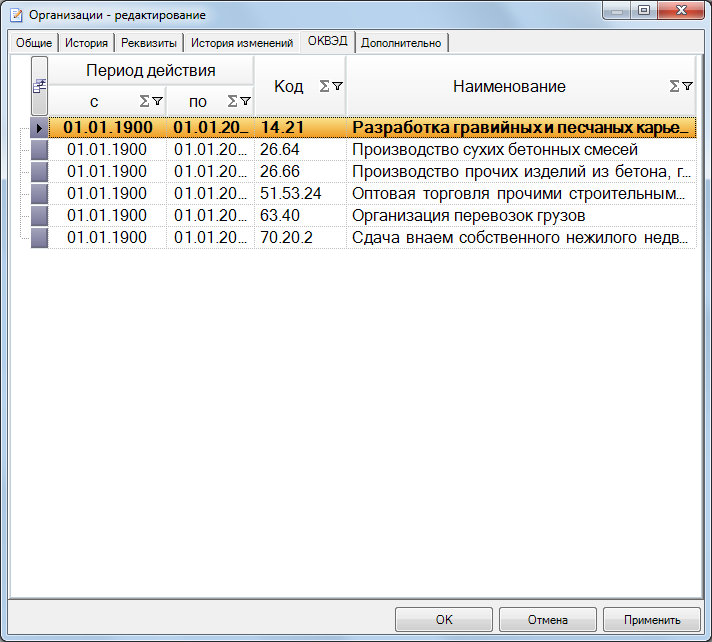 Организации - редактирование
Общие История Реквизиты История изменений ОКВЭД Дополнительно
Период действия
с Σ по Σ Код Σ Наименование Σ
01.01.1900 01.01.20... 14.21 Разработка гравийных и песчаных карье...
01.01.1900 01.01.20... 26.64 Производство сухих бетонных смесей
01.01.1900 01.01.20... 26.66 Производство прочих изделий из бетона, г...
01.01.1900 01.01.20... 51.53.24 Оптовая торговля прочими строительным...
01.01.1900 01.01.20... 63.40 Организация перевозок грузов
01.01.1900 01.01.20... 70.20.2 Сдача внаем собственного нежилого недв...
OK Отмена Применить